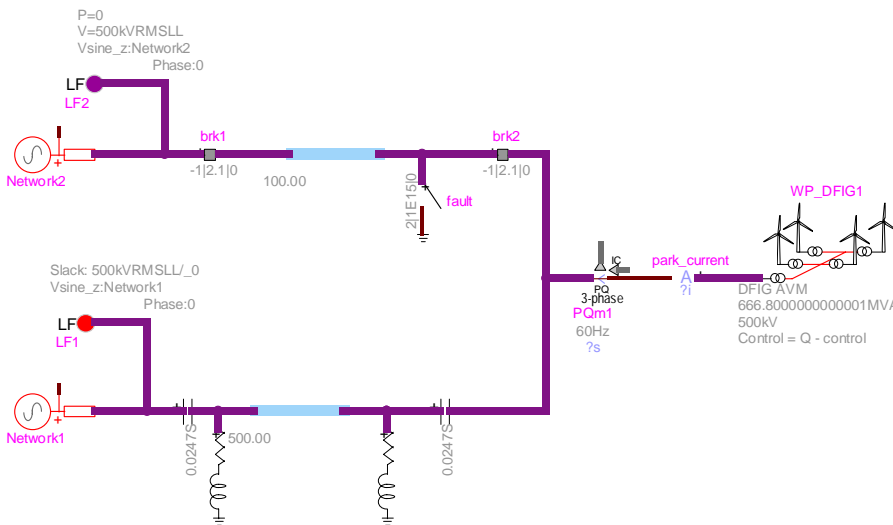 P=0
V=500kVRMSLL
Vsine_z:Network2
Phase:0
LF
LF2
brk1
-1|2.1|0
100.00
brk2
-1|2.1|0
Network2
2|1E15|0
fault
WP_DFIG1
Slack: 500kVRMSLL/_0
Vsine_z:Network1
Phase:0
LF
LF1
IC
PQ
3-phase
PQm1
60Hz
?s
park_current
A
?i
DFIG AVM
666.8000000000001MVA
500kV
Control = Q - control
Network1
0.0247S
500.00
0.0247S